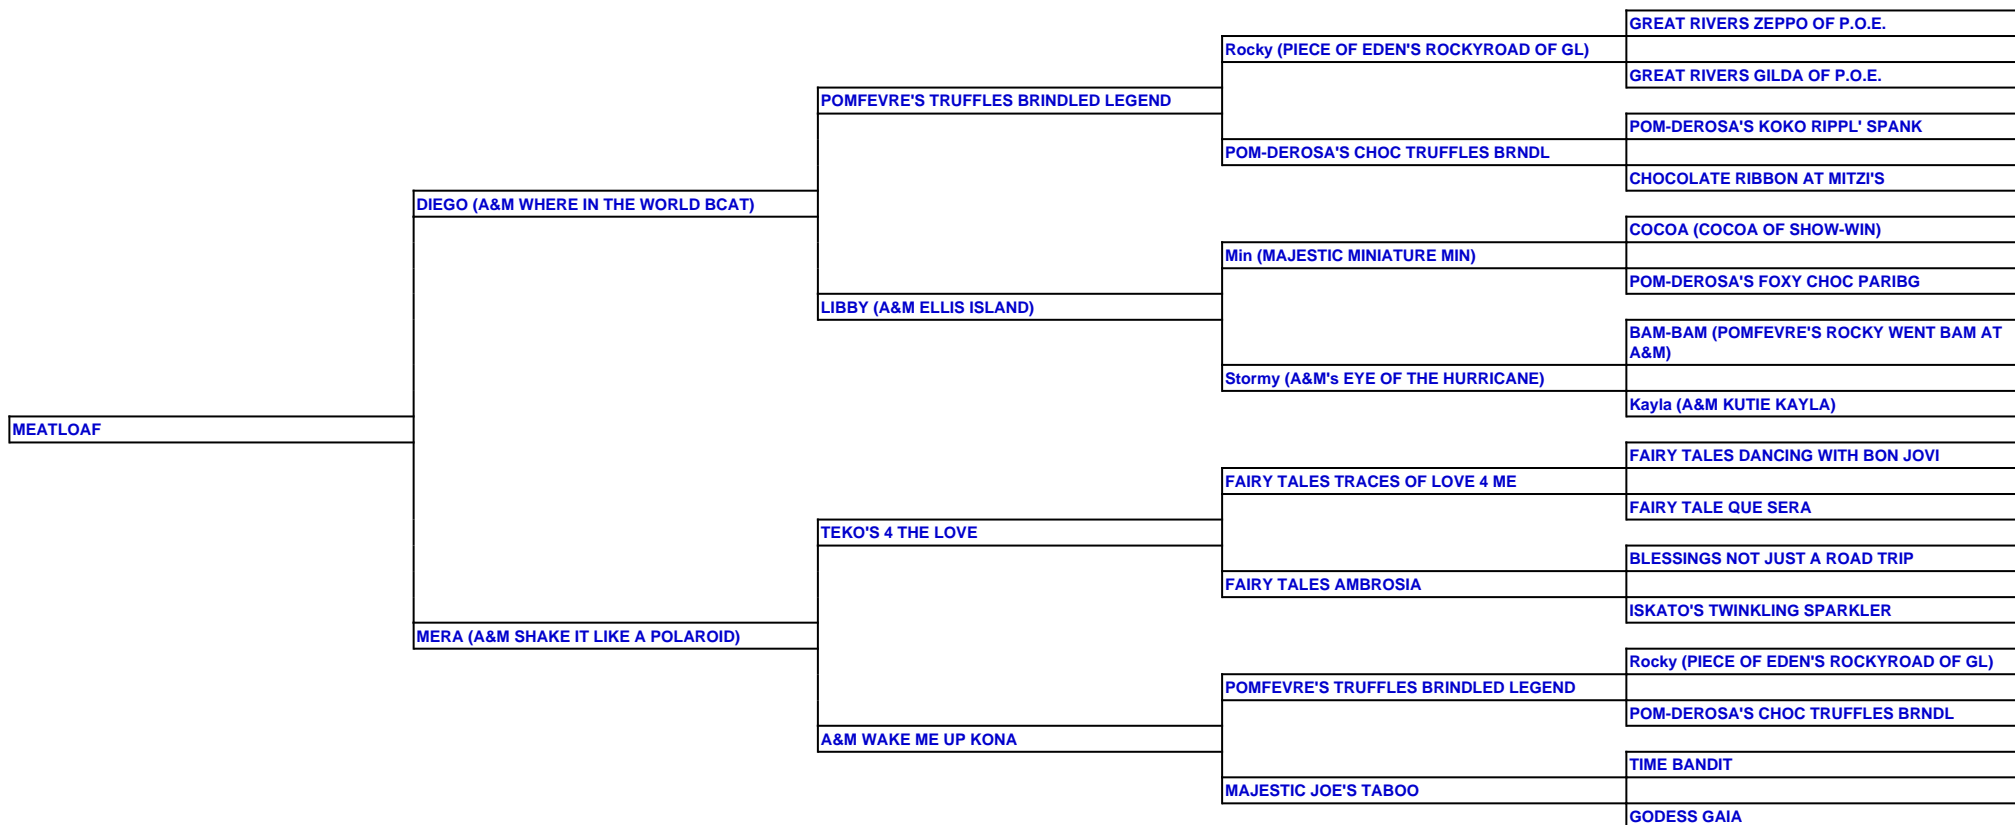 GREAT RIVERS ZEPPO OF P.O.E.
Rocky (PIECE OF EDEN'S ROCKYROAD OF GL)
GREAT RIVERS GILDA OF P.O.E.
POMFEVRE'S TRUFFLES BRINDLED LEGEND
POM-DEROSA'S KOKO RIPPL' SPANK
POM-DEROSA'S CHOC TRUFFLES BRNDL
CHOCOLATE RIBBON AT MITZI'S
DIEGO (A&M WHERE IN THE WORLD BCAT)
COCOA (COCOA OF SHOW-WIN)
Min (MAJESTIC MINIATURE MIN)
POM-DEROSA'S FOXY CHOC PARIBG
LIBBY (A&M ELLIS ISLAND)
BAM-BAM (POMFEVRE'S ROCKY WENT BAM AT
A&M)
Stormy (A&M's EYE OF THE HURRICANE)
Kayla (A&M KUTIE KAYLA)
MEATLOAF
FAIRY TALES DANCING WITH BON JOVI
FAIRY TALES TRACES OF LOVE 4 ME
FAIRY TALE QUE SERA
TEKO'S 4 THE LOVE
BLESSINGS NOT JUST A ROAD TRIP
FAIRY TALES AMBROSIA
ISKATO'S TWINKLING SPARKLER
MERA (A&M SHAKE IT LIKE A POLAROID)
Rocky (PIECE OF EDEN'S ROCKYROAD OF GL)
POMFEVRE'S TRUFFLES BRINDLED LEGEND
POM-DEROSA'S CHOC TRUFFLES BRNDL
A&M WAKE ME UP KONA
TIME BANDIT
MAJESTIC JOE'S TABOO
GODESS GAIA